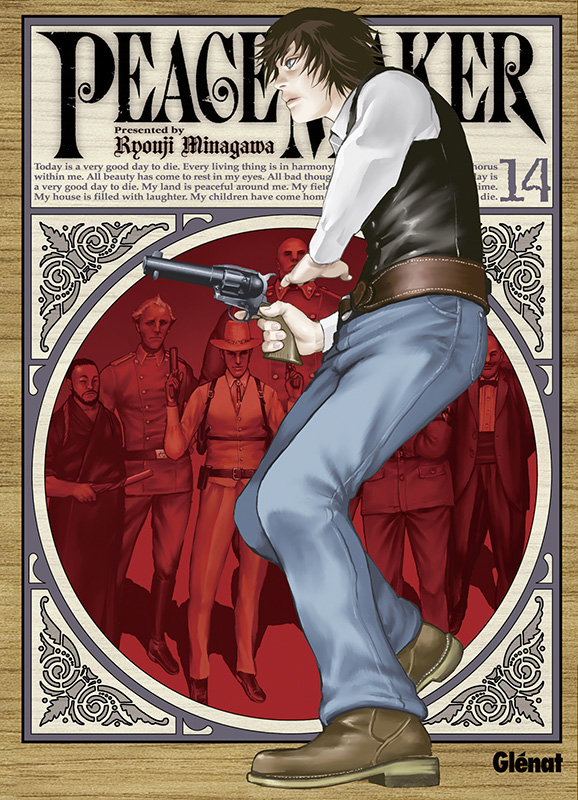 PEACE MAKER
Presented by
Ryouji Minagawa
Today is a very good day to die. Every living thing is in harmony horus
within me. All beauty has come to rest in my eyes. All bad thoug day is
a very good day to die. My land is peaceful around me. My field time.
My house is filled with laughter. My children have come hom die.
14
Glénat